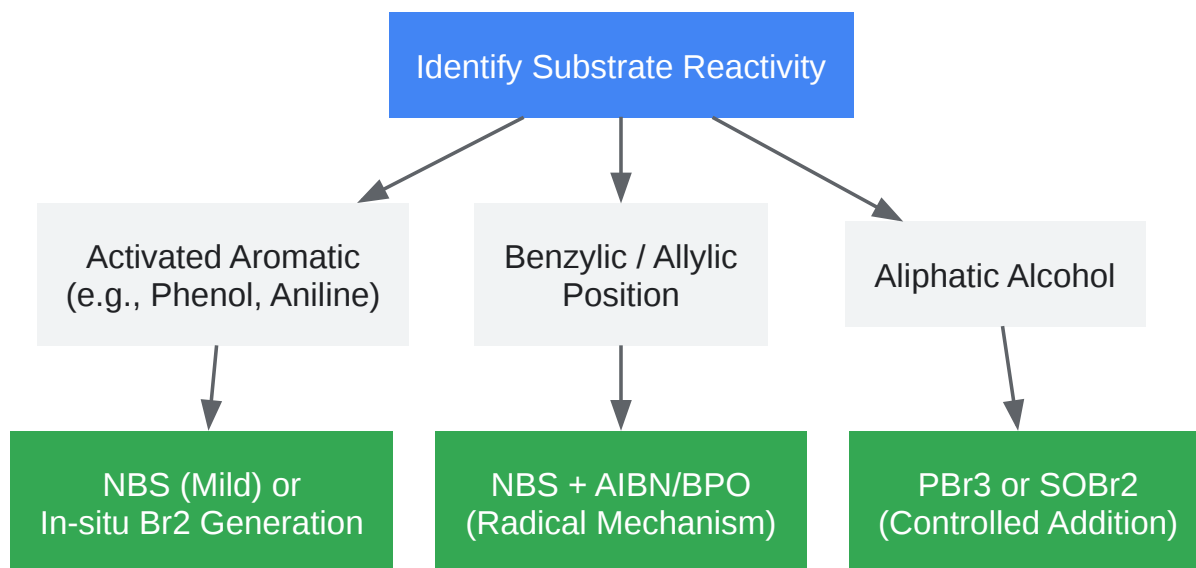 Identify Substrate Reactivity
Activated Aromatic
(e.g., Phenol, Aniline)
Benzylic / Allylic
Position
Aliphatic Alcohol
NBS (Mild) or
In-situ Br2 Generation
NBS + AIBN/BPO
(Radical Mechanism)
PBr3 or SOBr2
(Controlled Addition)